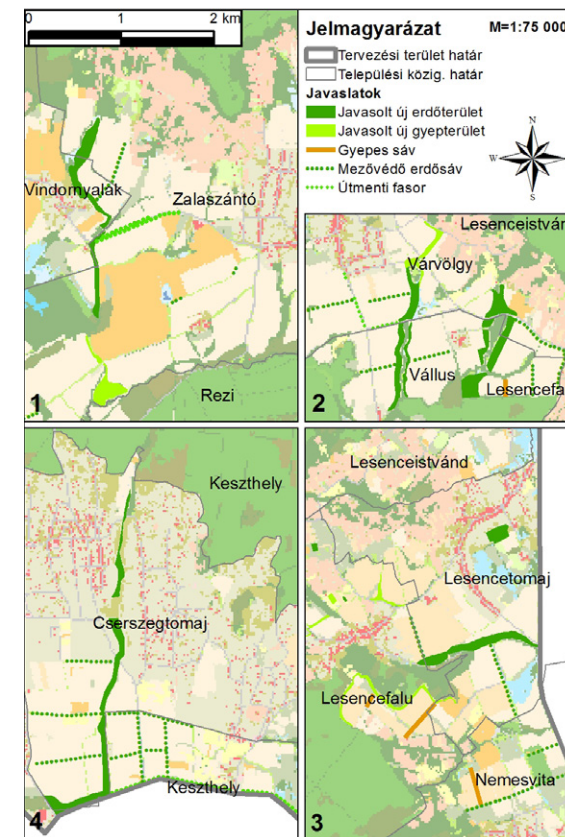 0 1 2 km
Jelmagyarázat M=1:75 000
Tervezési terület határ
Települési közig. határ
Javaslatok
Javasolt új erdőterület
Javasolt új gyepterület
Gyepes sáv
Mezővédő erdősáv
Útmenti fasor
N
W E
S
Vindornyalak
Zalaszántó
Rezi
1
Lesenceistván
Várvölgy
Vállus
Lesencefa
2
Keszthely
Cserszegtomaj
Keszthely
4
Lesenceistvánd
Lesencetomaj
Lesencefalu
Nemesvita
3